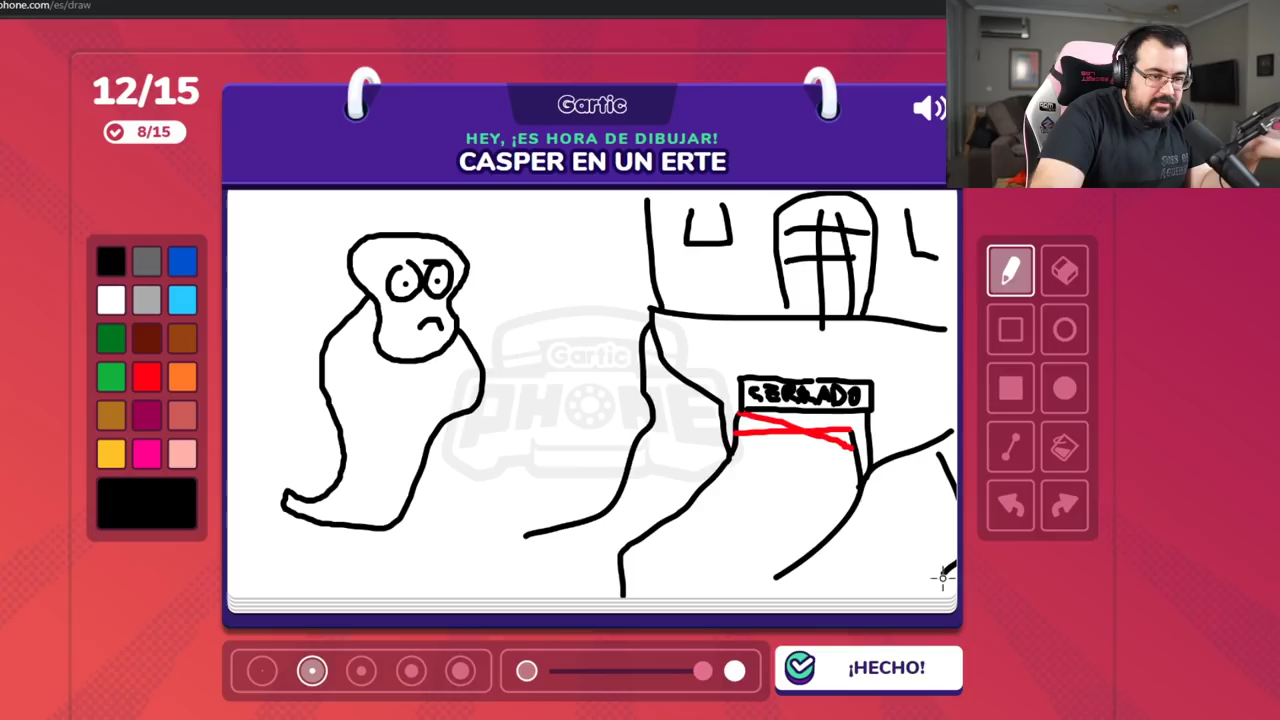 phone.com/es/draw
12/15
8/15
Gartic
HEY, ¡ES HORA DE DIBUJAR!
CASPER EN UN ERTE
Gartic
PHONE
CERRADO
¡HECHO!